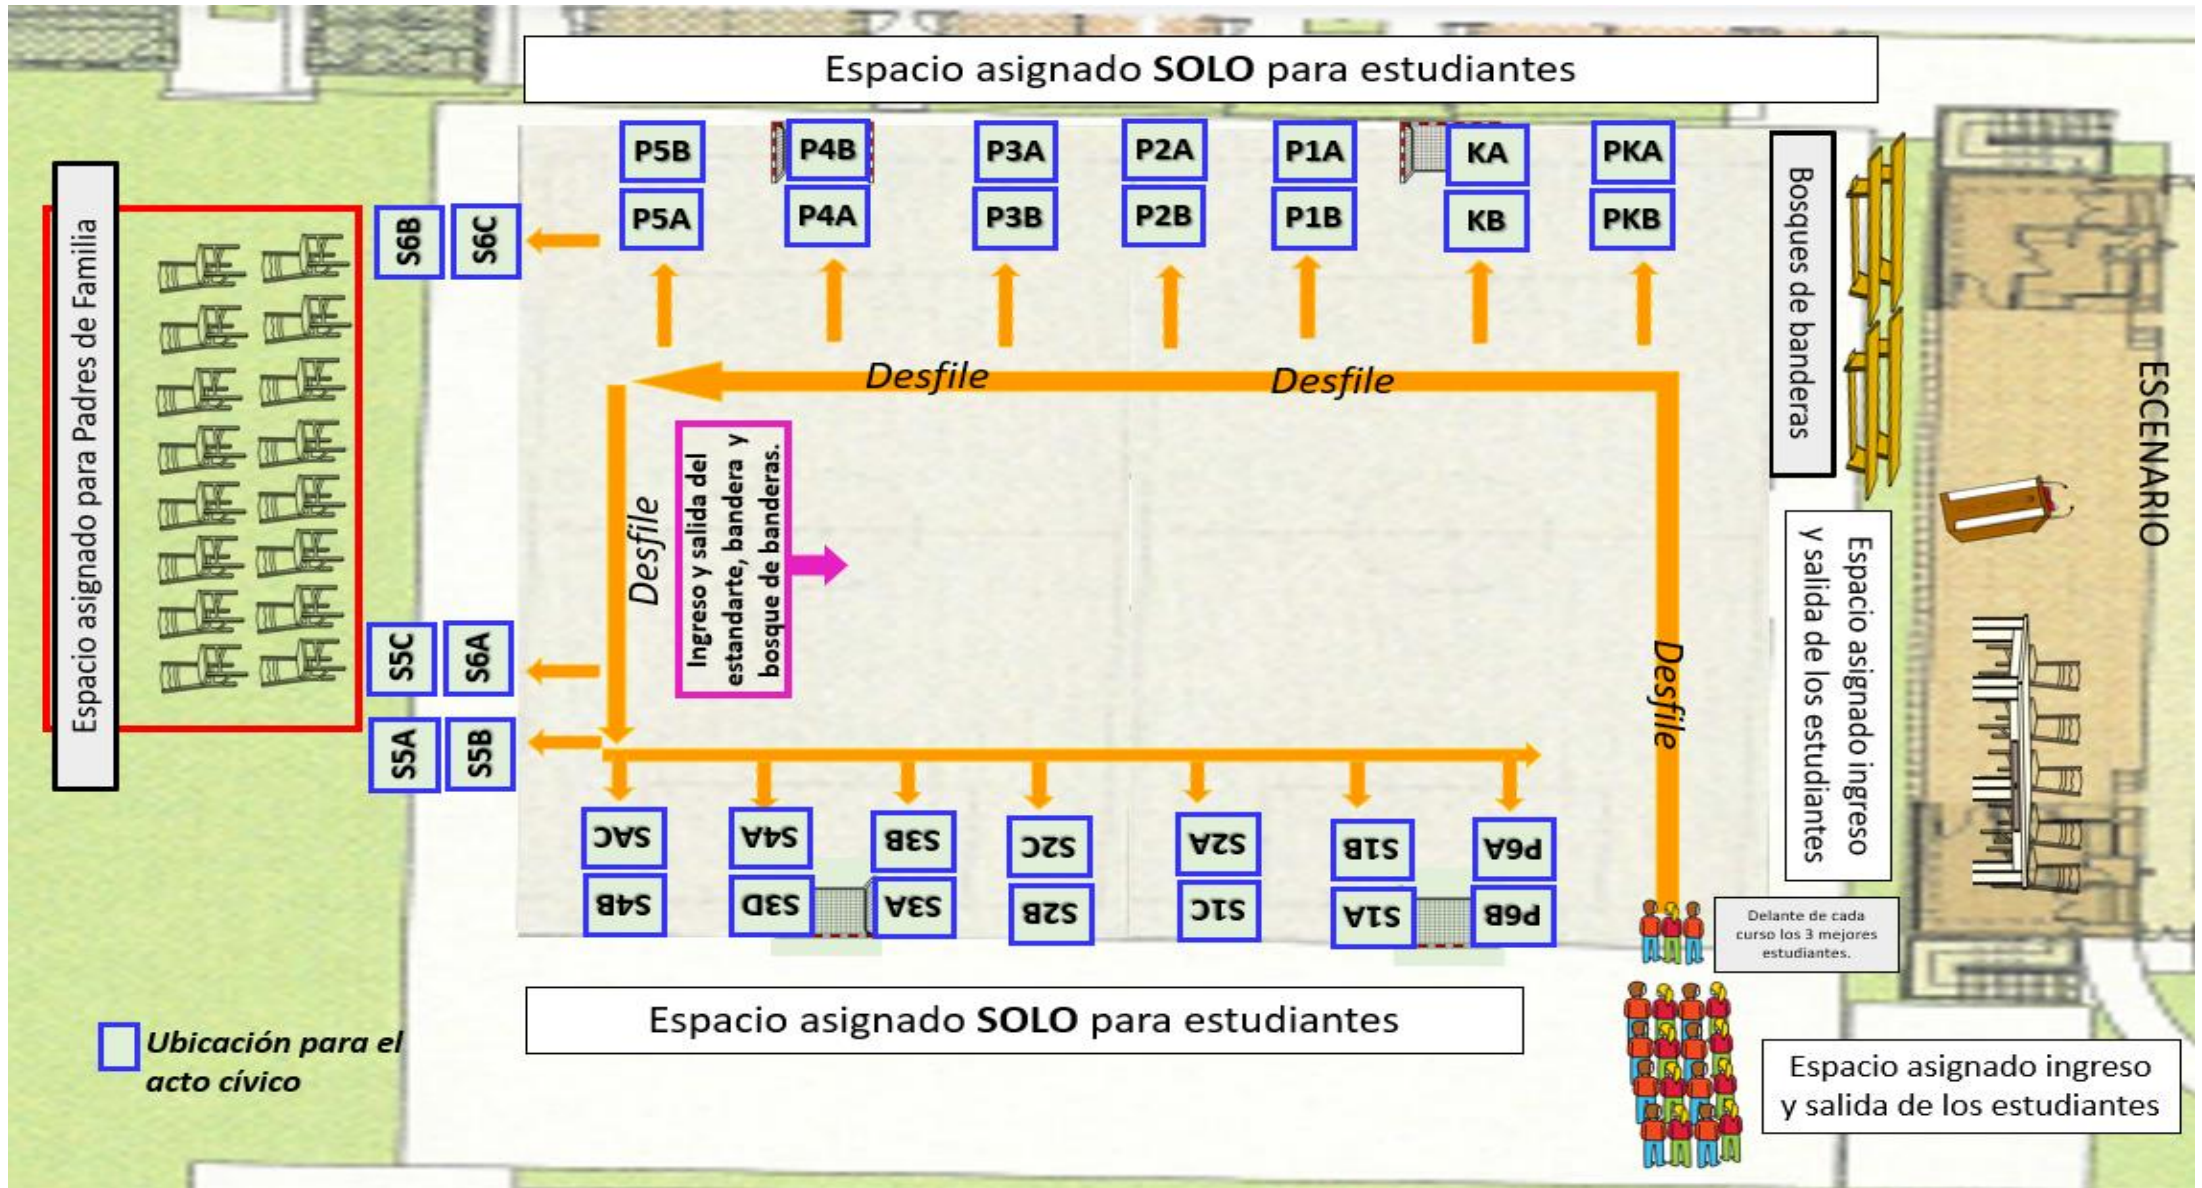 Espacio asignado SOLO para estudiantes
P5B
P4B
P3A
P2A
P1A
KA
PKA
P5A
P4A
P3B
P2B
P1B
KB
PKB
S6B
S6C
Espacio asignado para Padres de Familia
Bosques de banderas
ESCENARIO
Desfile
Desfile
Desfile
Ingreso y salida del
estandarte, bandera y
bosque de banderas.
Desfile
Espacio asignado ingreso
y salida de los estudiantes
S5C
S6A
S5A
S5B
SAC
S4A
S3B
S2C
S2A
S1B
P6A
S4B
S3D
S3A
S2B
S1C
S1A
P6B
Delante de cada
curso los 3 mejores
estudiantes.
Espacio asignado SOLO para estudiantes
Ubicación para el
acto cívico
Espacio asignado ingreso
y salida de los estudiantes